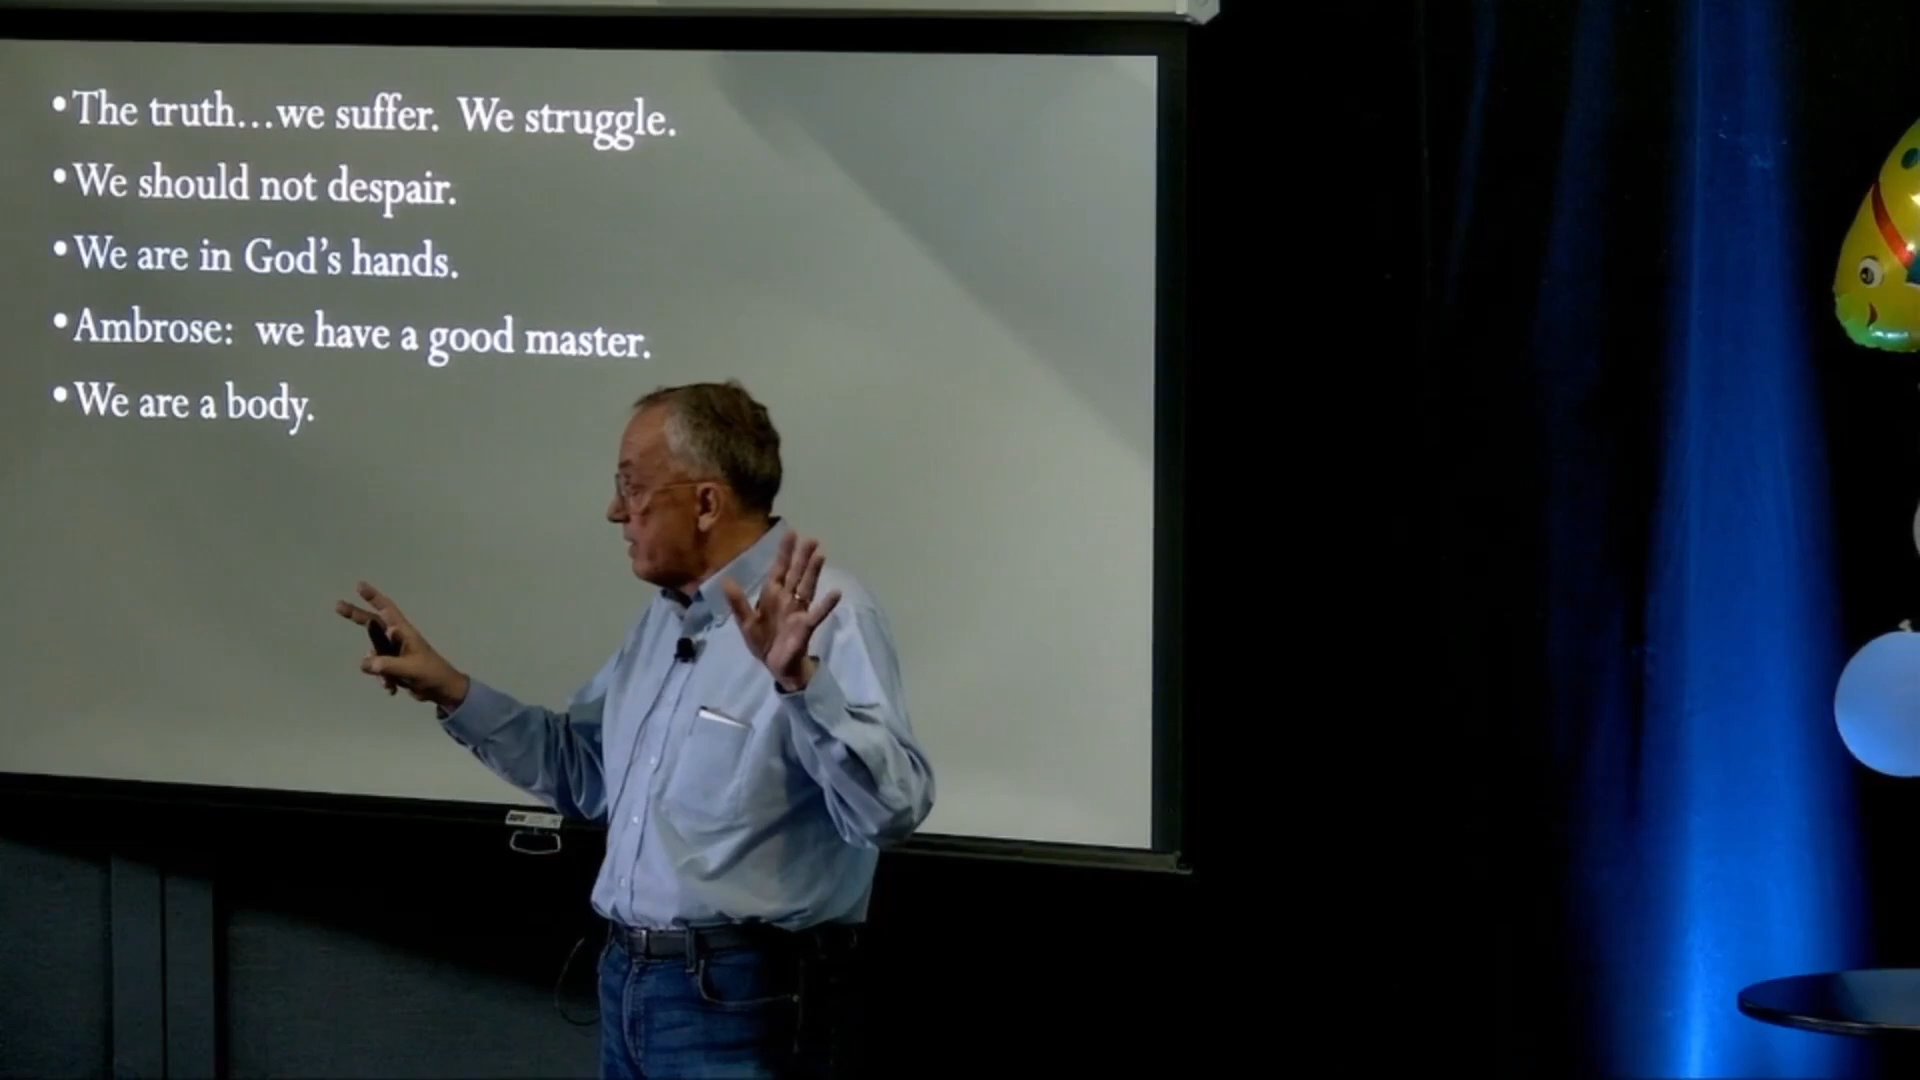 •The truth...we suffer.  We struggle.
•We should not despair.
•We are in God's hands.
•Ambrose:  we have a good master.
•We are a body.